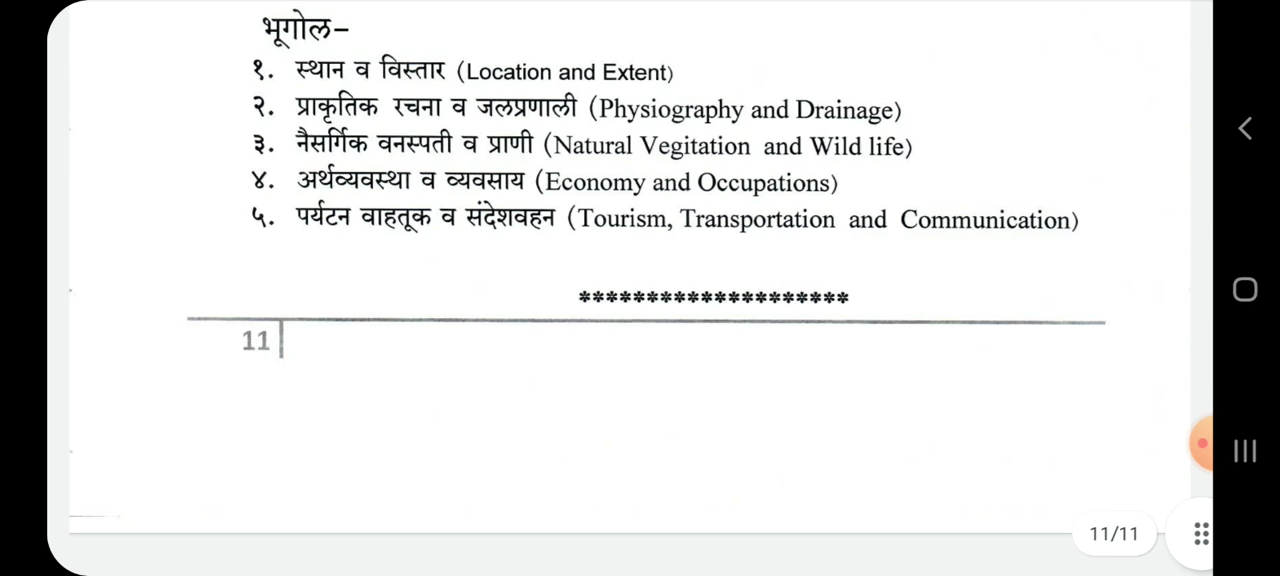 भूगोल–
१. स्थान व विस्तार (Location and Extent)
२. प्राकृतिक रचना व जलप्रणाली (Physiography and Drainage)
३. नैसर्गिक वनस्पती व प्राणी (Natural Vegitation and Wild life)
४. अर्थव्यवस्था व व्यवसाय (Economy and Occupations)
५. पर्यटन वाहतूक व संदेशवहन (Tourism, Transportation and Communication)
********************
11
11/11